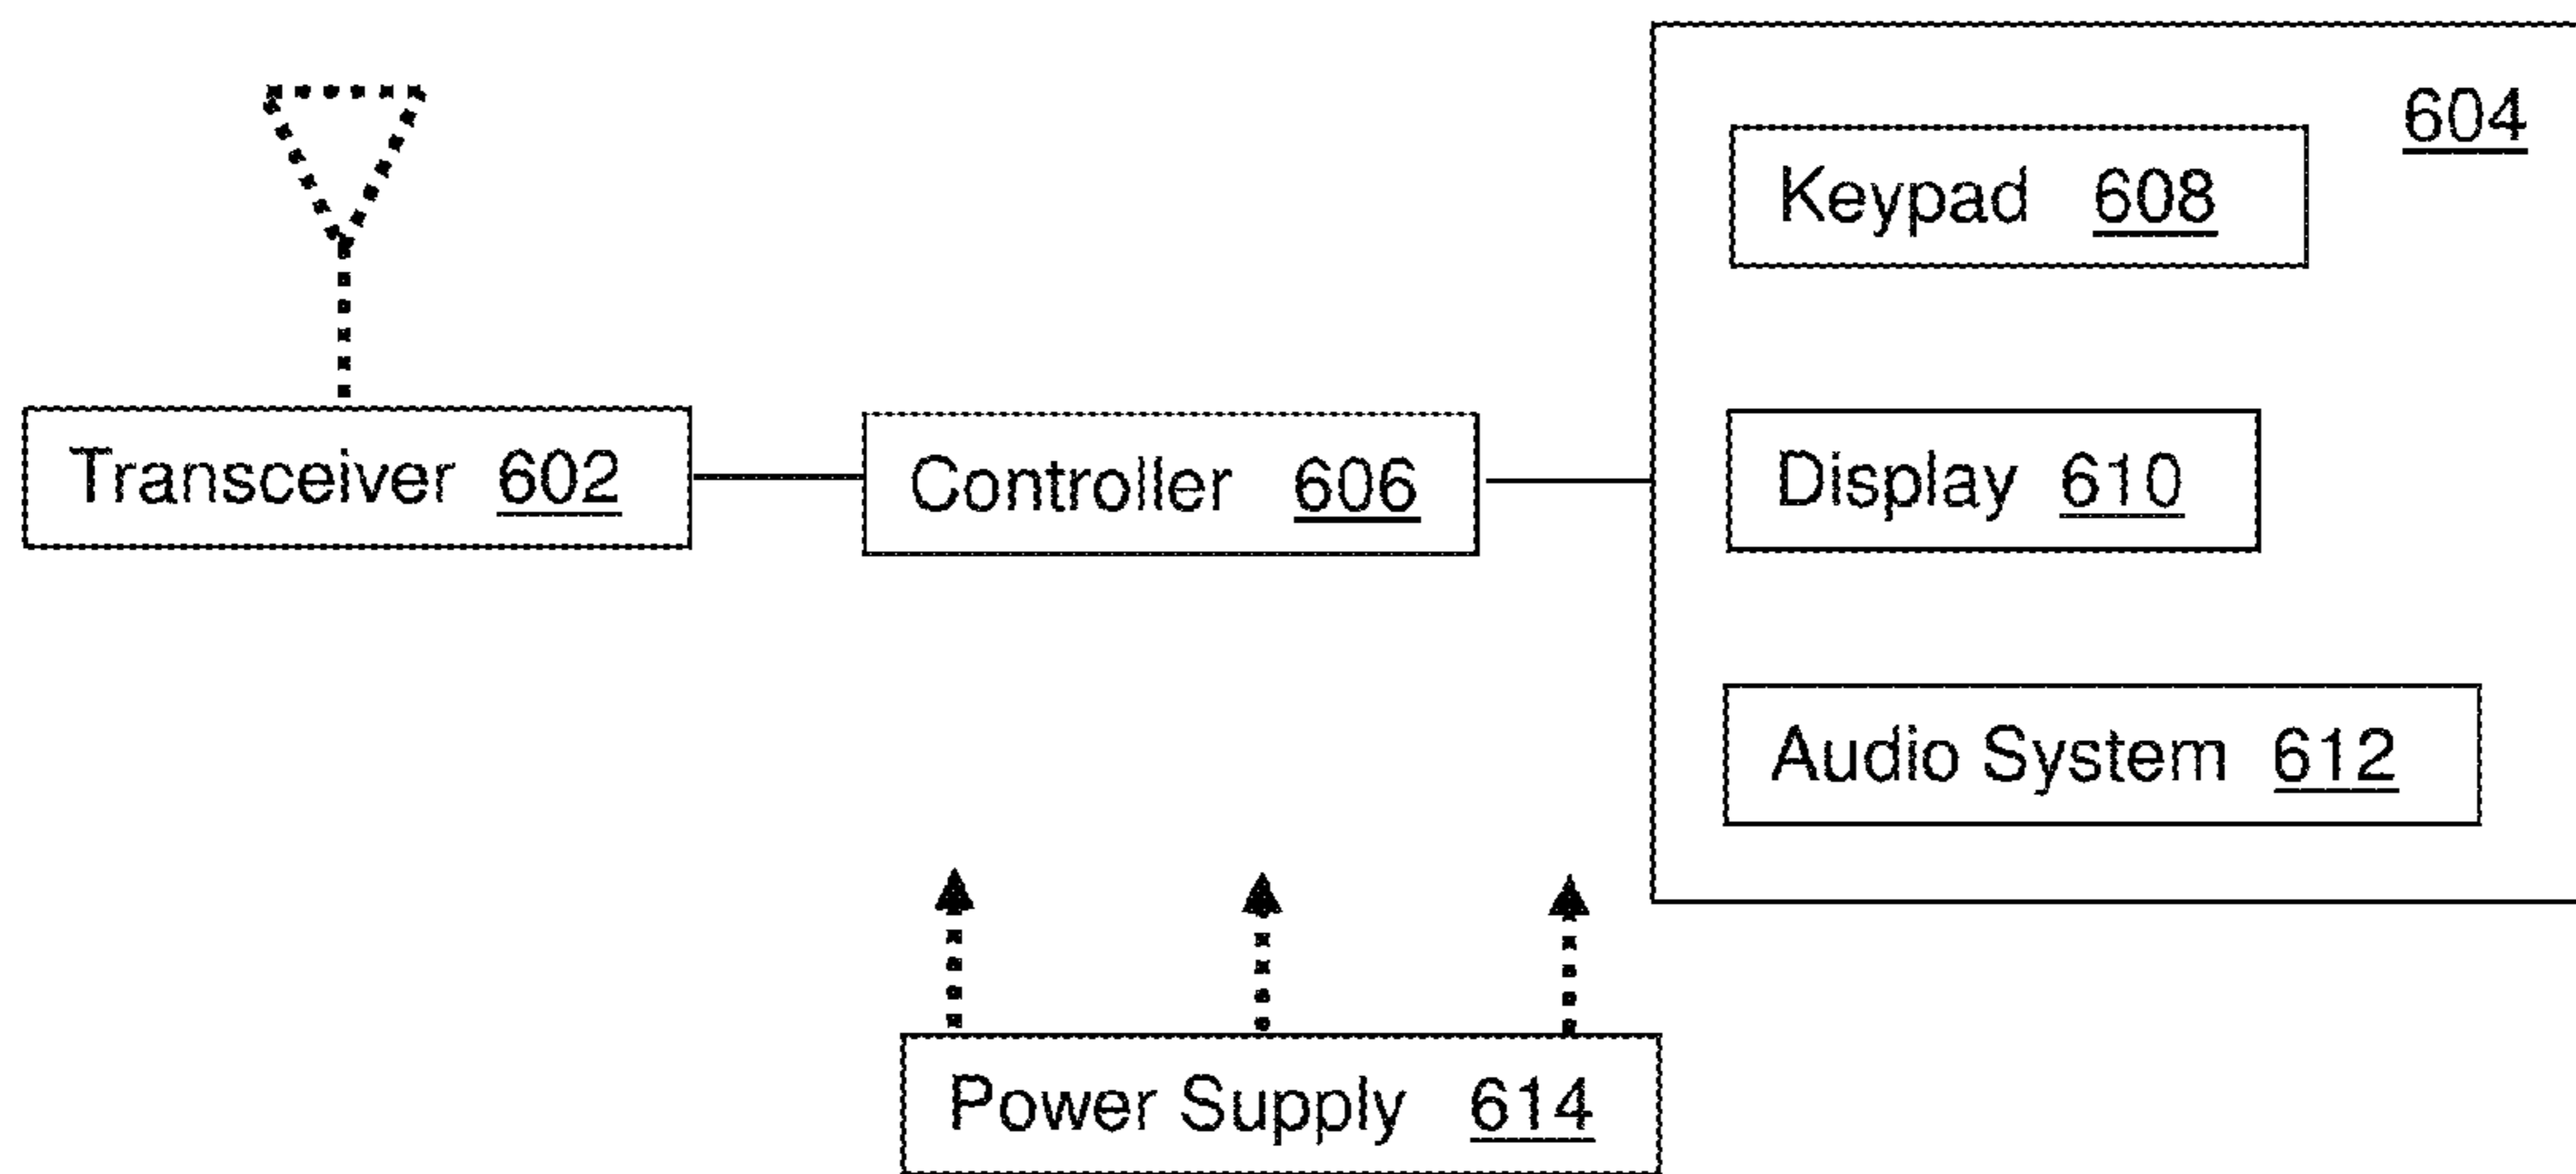 604
Keypad 608
Transceiver 602
Controller 606
Display 610
Audio System 612
Power Supply 614